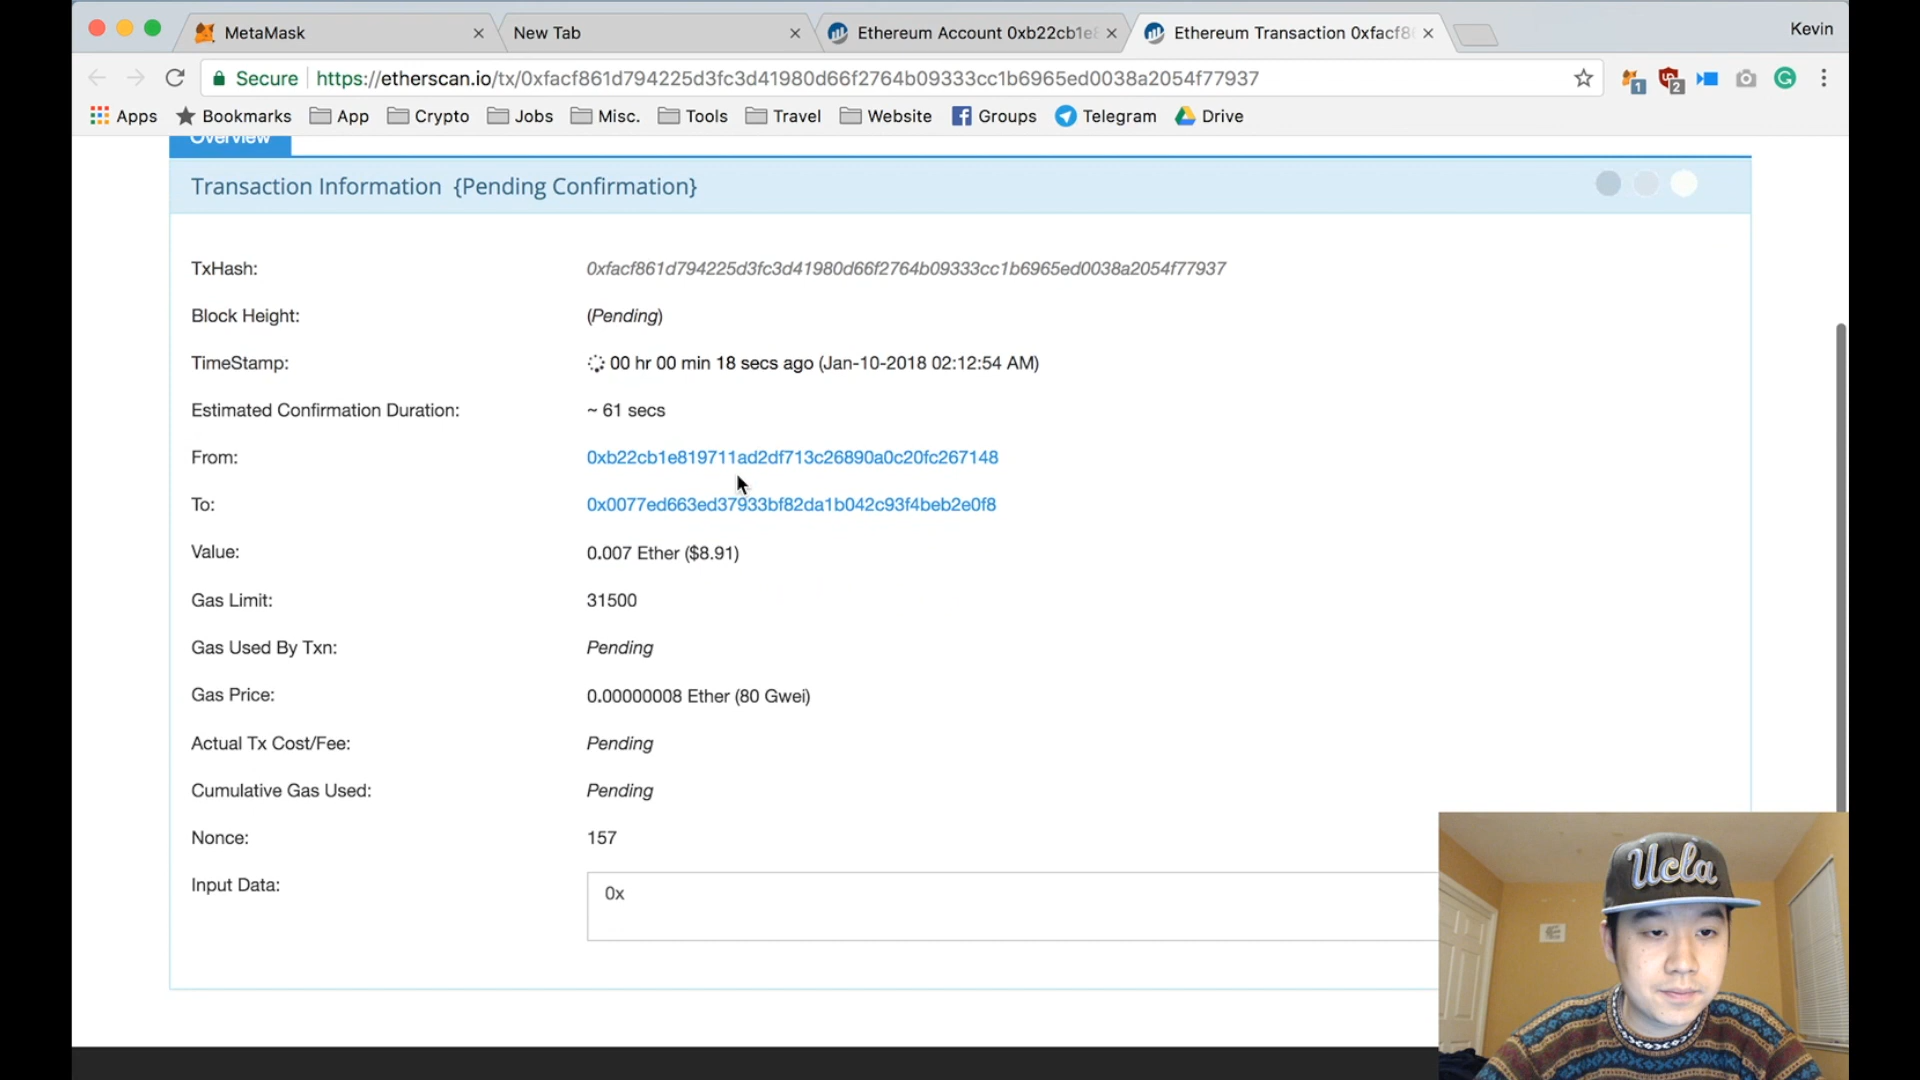 MetaMask
New Tab
Ethereum Account 0xb22cb1e8
Ethereum Transaction 0xfacf8
Kevin
Secure
https://etherscan.io/tx/0xfacf861d794225d3fc3d41980d66f2764b09333cc1b6965ed0038a2054f77937
1
2
Apps
Bookmarks
App
Crypto
Jobs
Misc.
Tools
Travel
Website
Groups
Telegram
Drive
Overview
Transaction Information {Pending Confirmation}
TxHash: 0xfacf861d794225d3fc3d41980d66f2764b09333cc1b6965ed0038a2054f77937
Block Height: (Pending)
TimeStamp: 00 hr 00 min 18 secs ago (Jan-10-2018 02:12:54 AM)
Estimated Confirmation Duration: ~ 61 secs
From: 0xb22cb1e819711ad2df713c26890a0c20fc267148
To: 0x0077ed663ed37933bf82da1b042c93f4beb2e0f8
Value: 0.007 Ether ($8.91)
Gas Limit: 31500
Gas Used By Txn: Pending
Gas Price: 0.00000008 Ether (80 Gwei)
Actual Tx Cost/Fee: Pending
Cumulative Gas Used: Pending
Nonce: 157
Input Data: 0x
Ucla